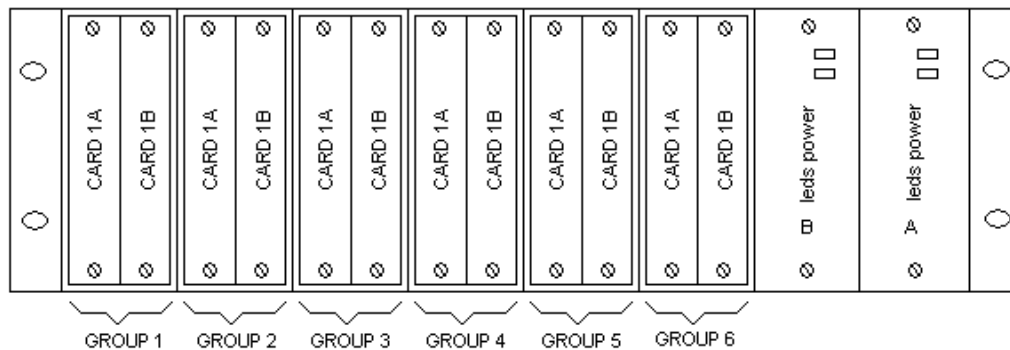 CARD 1A
CARD 1B
CARD 1A
CARD 1B
CARD 1A
CARD 1B
CARD 1A
CARD 1B
CARD 1A
CARD 1B
CARD 1A
CARD 1B
B leds power
A leds power
GROUP 1
GROUP 2
GROUP 3
GROUP 4
GROUP 5
GROUP 6